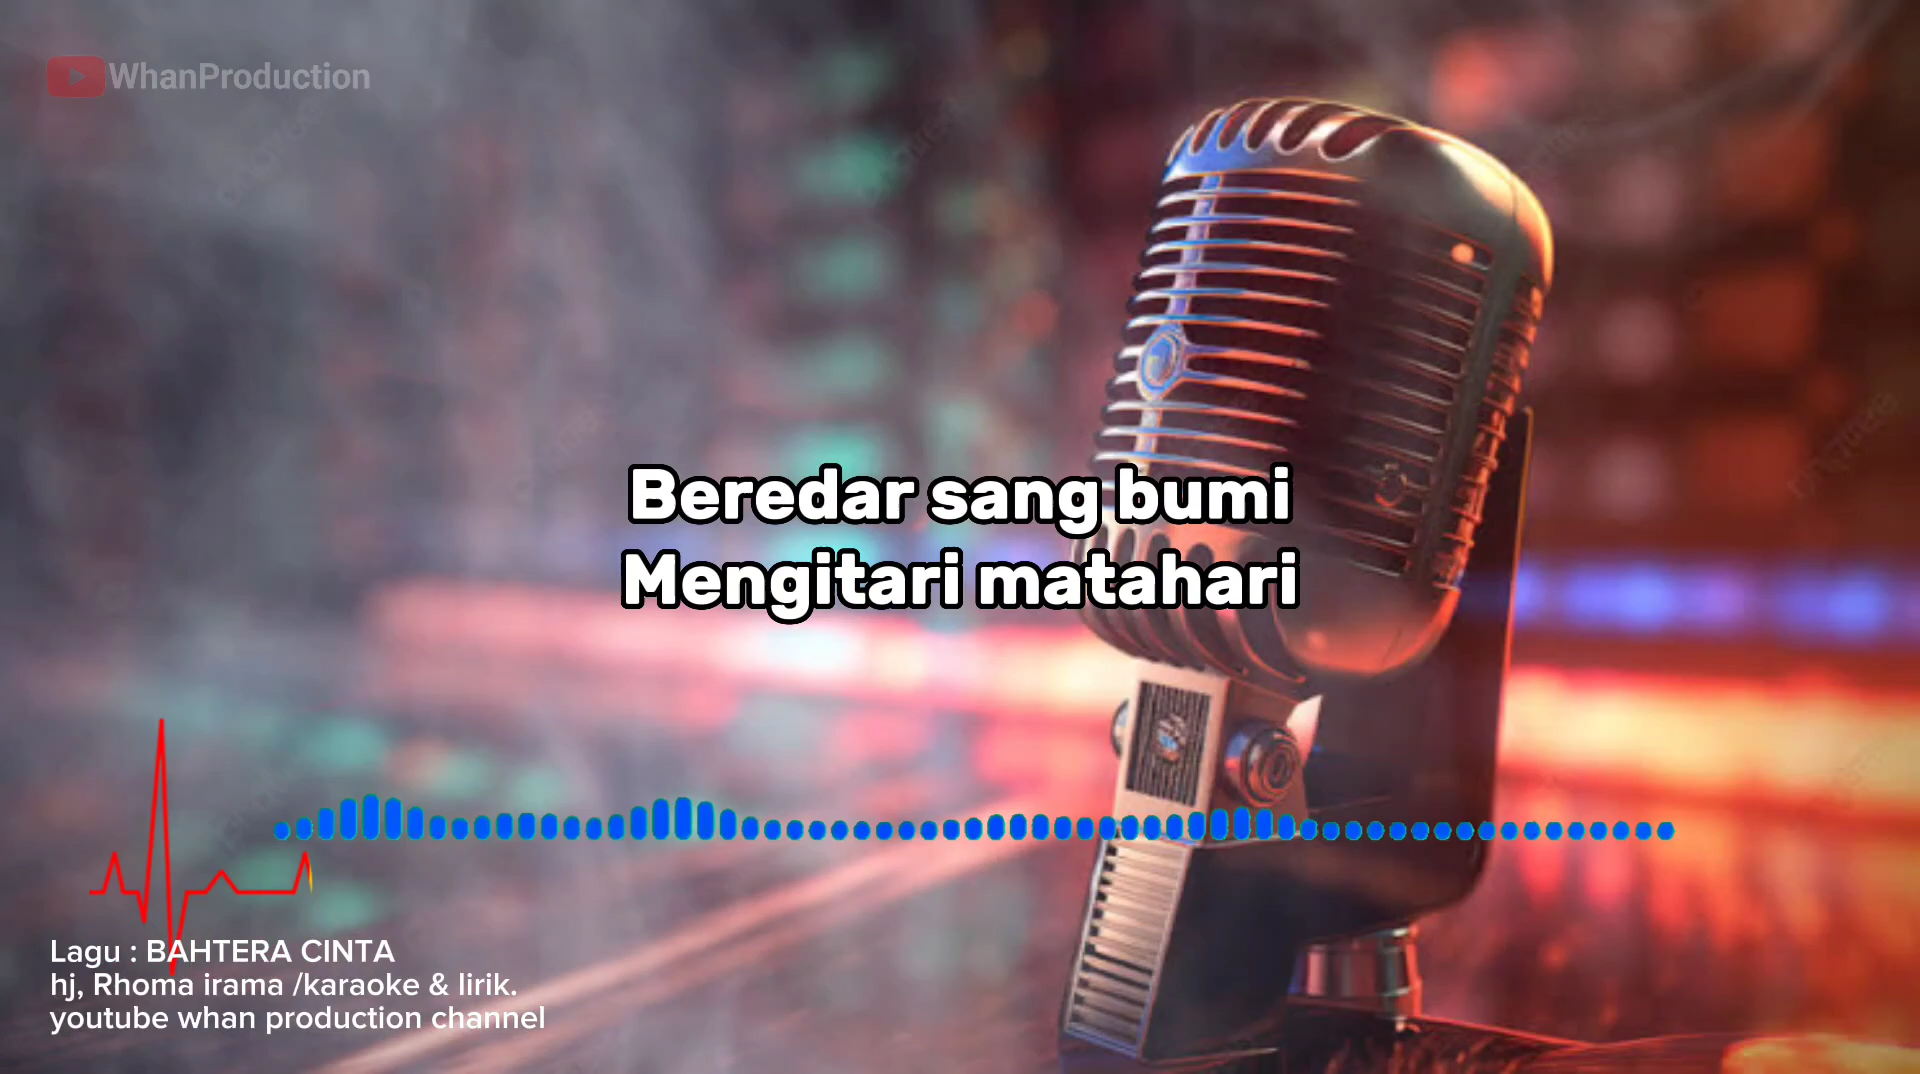 WhanProduction
Beredar sang bumi
Mengitari matahari
Lagu : BAHTERA CINTA
hj, Rhoma irama /karaoke & lirik.
youtube whan production channel